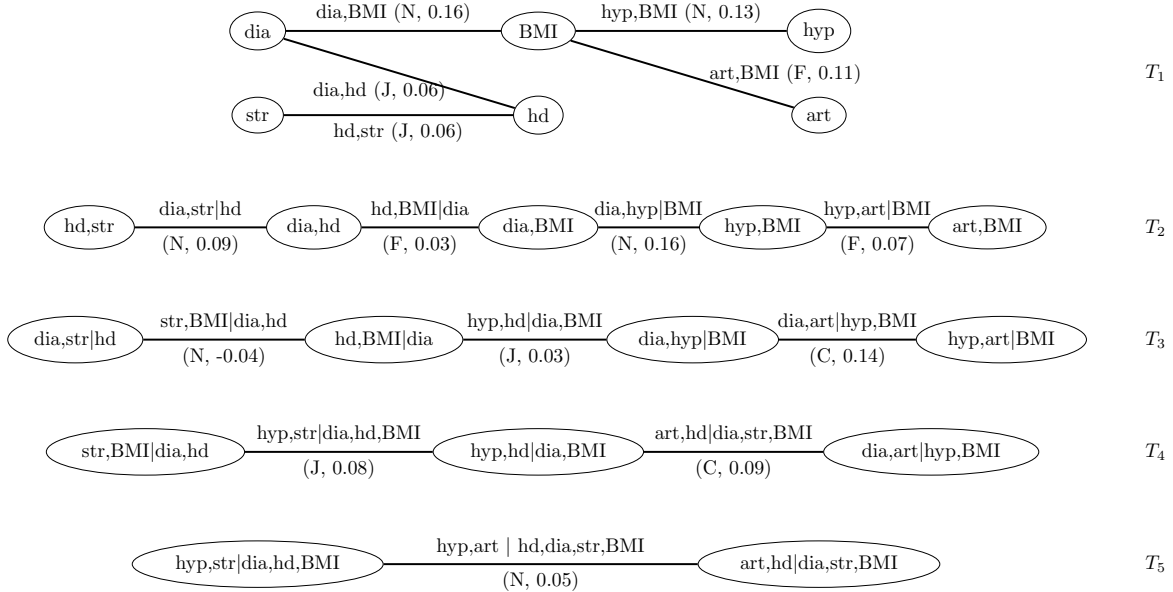 dia,BMI (N, 0.16)
hyp,BMI (N, 0.13)
dia
BMI
hyp
art,BMI (F, 0.11)
T1
dia,hd (J, 0.06)
str
hd
art
hd,str (J, 0.06)
dia,str|hd
hd,BMI|dia
dia,hyp|BMI
hyp,art|BMI
hd,str
dia,hd
dia,BMI
hyp,BMI
art,BMI
T2
(N, 0.09)
(F, 0.03)
(N, 0.16)
(F, 0.07)
str,BMI|dia,hd
hyp,hd|dia,BMI
dia,art|hyp,BMI
dia,str|hd
hd,BMI|dia
dia,hyp|BMI
hyp,art|BMI
T3
(N, -0.04)
(J, 0.03)
(C, 0.14)
hyp,str|dia,hd,BMI
art,hd|dia,str,BMI
str,BMI|dia,hd
hyp,hd|dia,BMI
dia,art|hyp,BMI
T4
(J, 0.08)
(C, 0.09)
hyp,art | hd,dia,str,BMI
hyp,str|dia,hd,BMI
art,hd|dia,str,BMI
T5
(N, 0.05)